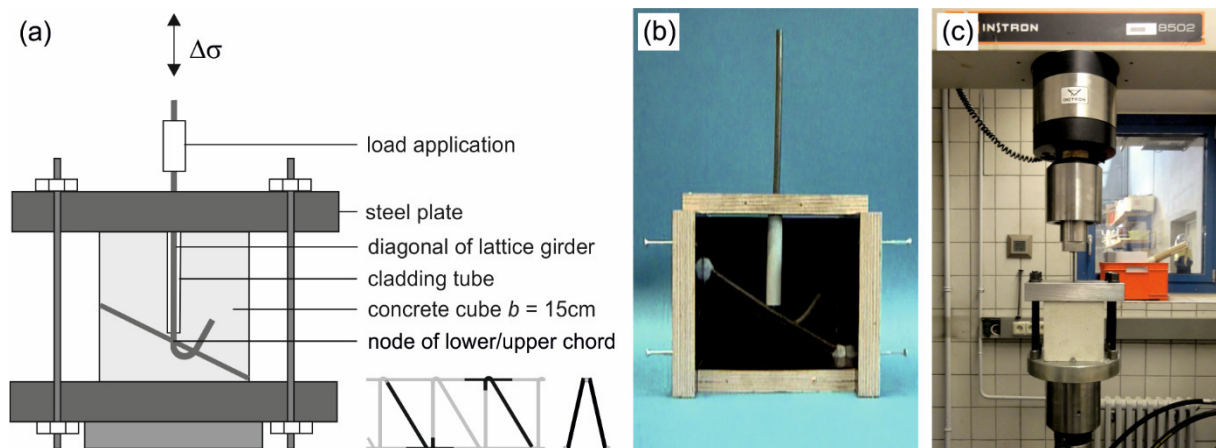 (a)
Δσ
load application
steel plate
diagonal of lattice girder
cladding tube
concrete cube b = 15cm
node of lower/upper chord
(b)
(c)
INSTRON
8502
INSTRON